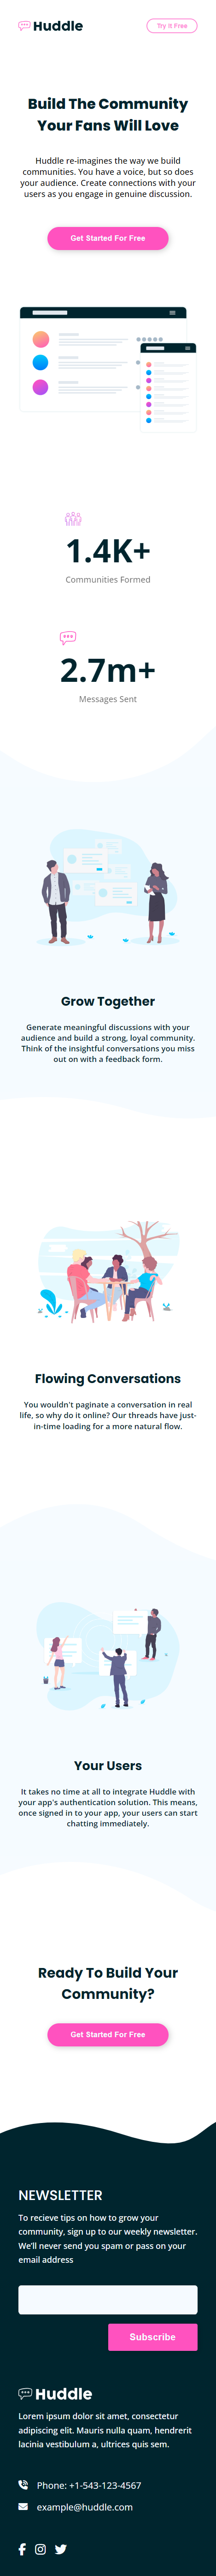 Huddle
Try It Free
Build The Community
Your Fans Will Love
Huddle re-imagines the way we build
communities. You have a voice, but so does
your audience. Create connections with your
users as you engage in genuine discussion.
Get Started For Free
1.4K+
Communities Formed
2.7m+
Messages Sent
Grow Together
Generate meaningful discussions with your
audience and build a strong, loyal community.
Think of the insightful conversations you miss
out on with a feedback form.
Flowing Conversations
You wouldn't paginate a conversation in real
life, so why do it online? Our threads have just-
in-time loading for a more natural flow.
Your Users
It takes no time at all to integrate Huddle with
your app's authentication solution. This means,
once signed in to your app, your users can start
chatting immediately.
Ready To Build Your
Community?
Get Started For Free
NEWSLETTER
To recieve tips on how to grow your
community, sign up to our weekly newsletter.
We'll never send you spam or pass on your
email address
Subscribe
Huddle
Lorem ipsum dolor sit amet, consectetur
adipiscing elit. Mauris nulla quam, hendrerit
lacinia vestibulum a, ultrices quis sem.
Phone: +1-543-123-4567
example@huddle.com